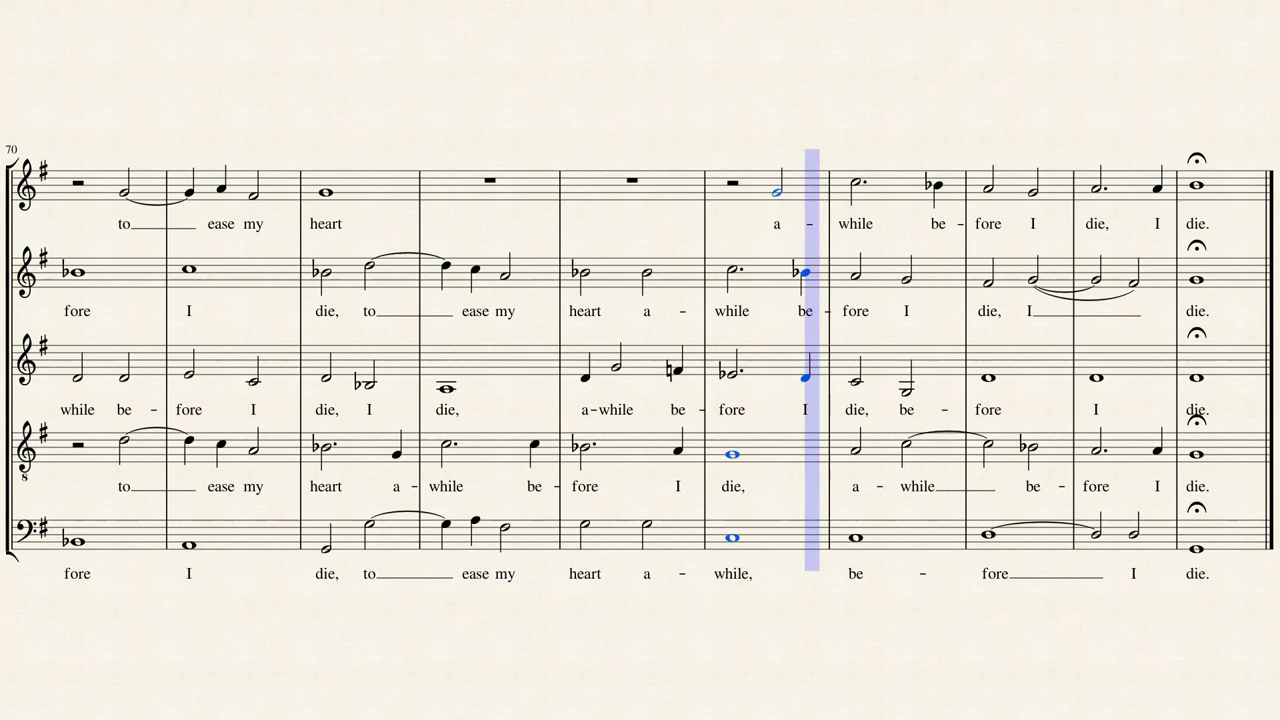 70
to ease my heart a - while be - fore I die, I die.
fore I die, to ease my heart a - while be - fore I die, I die.
while be - fore I die, I die, a - while be - fore I die, be - fore I die.
8
to ease my heart a - while be - fore I die, a - while be - fore I die.
fore I die, to ease my heart a - while, be - fore I die.